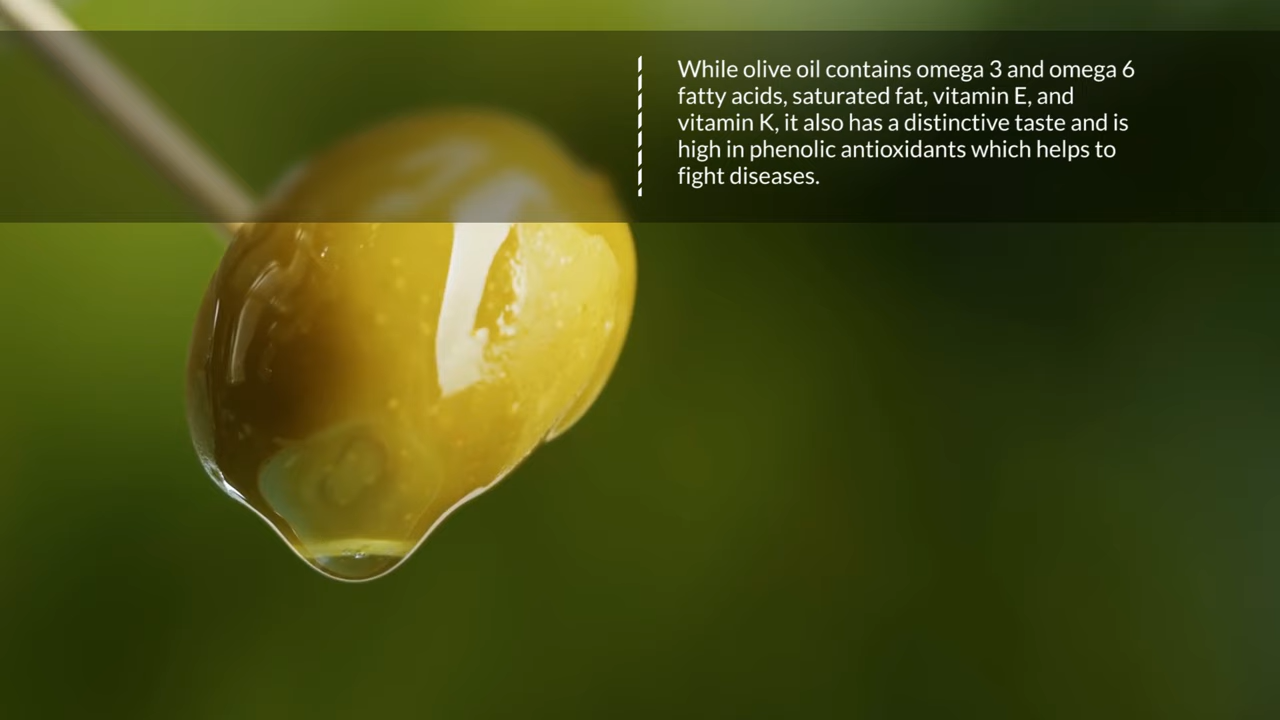 While olive oil contains omega 3 and omega 6
fatty acids, saturated fat, vitamin E, and
vitamin K, it also has a distinctive taste and is
high in phenolic antioxidants which helps to
fight diseases.